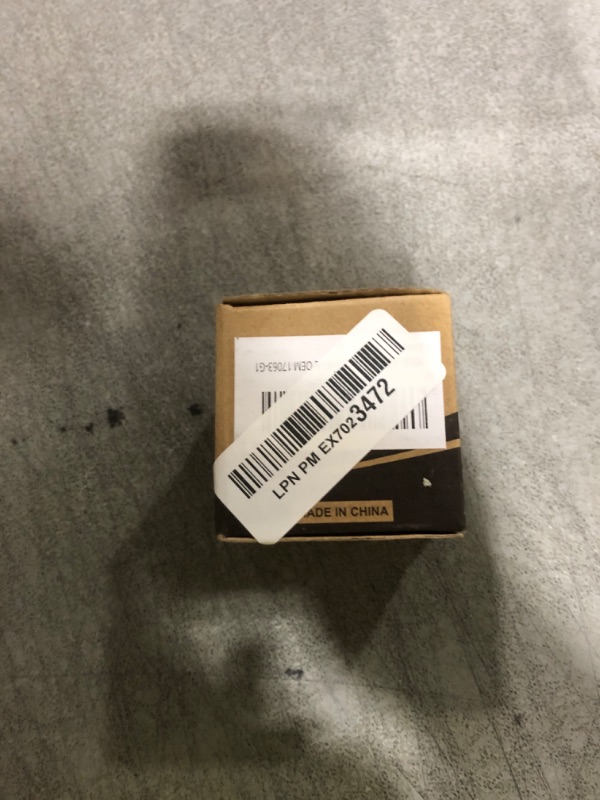 OEM 17063-G1
LPN PM EX7023472
ADE IN CHINA